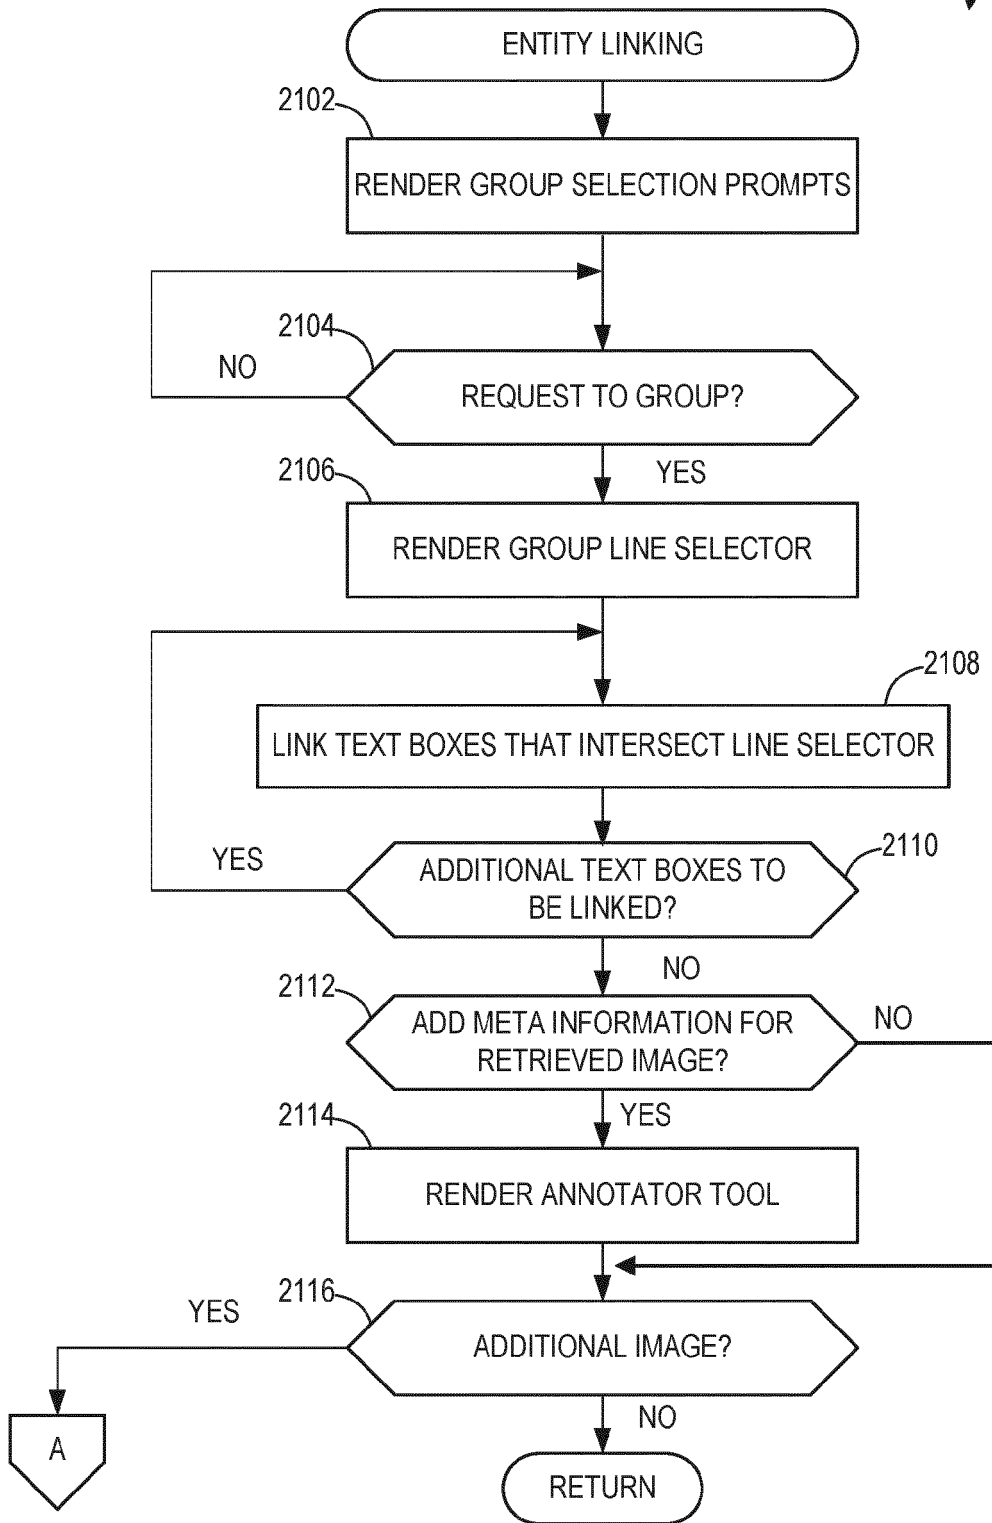 ENTITY LINKING
2102
RENDER GROUP SELECTION PROMPTS
2104
NO
REQUEST TO GROUP?
YES
2106
RENDER GROUP LINE SELECTOR
2108
LINK TEXT BOXES THAT INTERSECT LINE SELECTOR
YES
2110
ADDITIONAL TEXT BOXES TO
BE LINKED?
NO
2112
NO
ADD META INFORMATION FOR
RETRIEVED IMAGE?
YES
2114
RENDER ANNOTATOR TOOL
2116
YES
ADDITIONAL IMAGE?
NO
A
RETURN